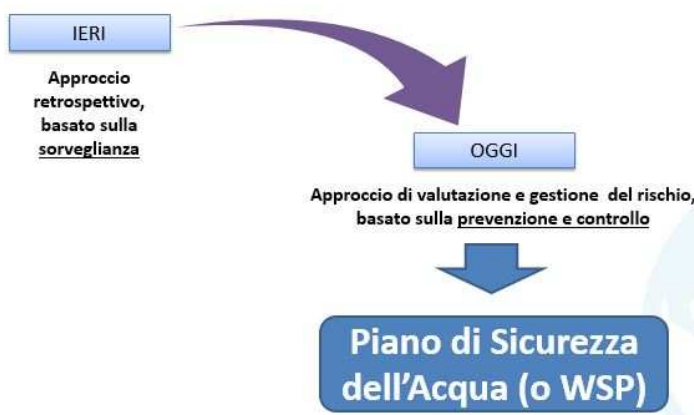 IERI
Approccio
retrospettivo,
basato sulla
sorveglianza
OGGI
Approccio di valutazione e gestione del rischio,
basato sulla prevenzione e controllo
Piano di Sicurezza
dell'Acqua (o WSP)